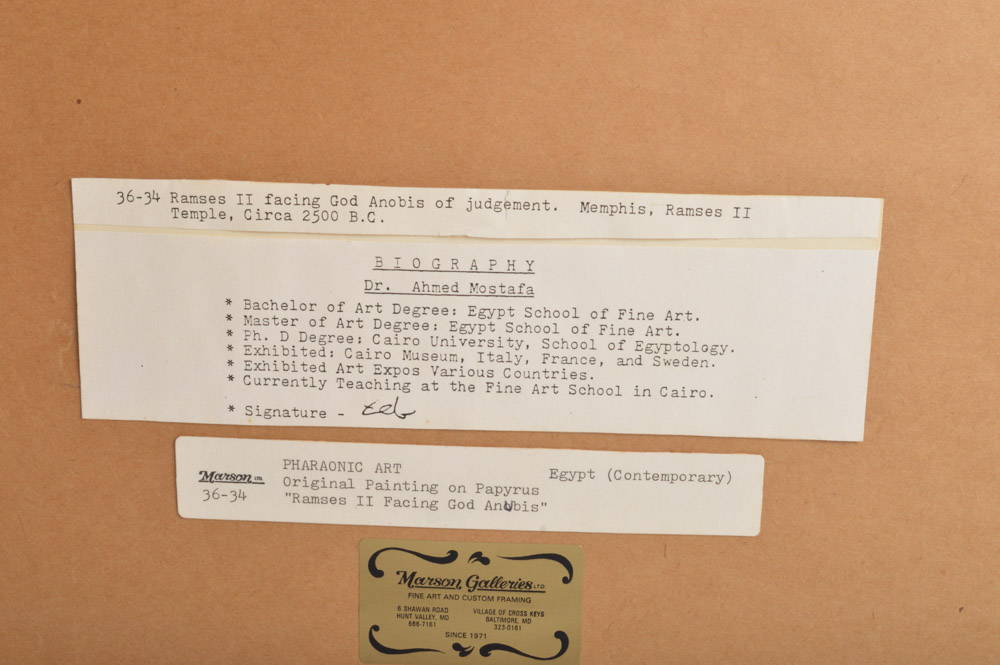 36-34 Ramses II facing God Anobis of judgement. Memphis, Ramses II
Temple, Circa 2500 B.C.
BIOGRAPHY
Dr. Ahmed Mostafa
* Bachelor of Art Degree: Egypt School of Fine Art.
* Master of Art Degree: Egypt School of Fine Art.
* Ph. D Degree: Cairo University, School of Egyptology.
* Exhibited: Cairo Museum, Italy, France, and Sweden.
* Exhibited Art Expos Various Countries.
* Currently Teaching at the Fine Art School in Cairo.
* Signature -
Marson LTD.
36-34
PHARAONIC ART
Original Painting on Papyrus
"Ramses II Facing God Anubis"
Egypt (Contemporary)
Marson Galleries LTD
FINE ART AND CUSTOM FRAMING
6 SHAWAN ROAD
HUNT VALLEY, MD
666-7161
VILLAGE OF CROSS KEYS
BALTIMORE, MD
323-0161
SINCE 1971